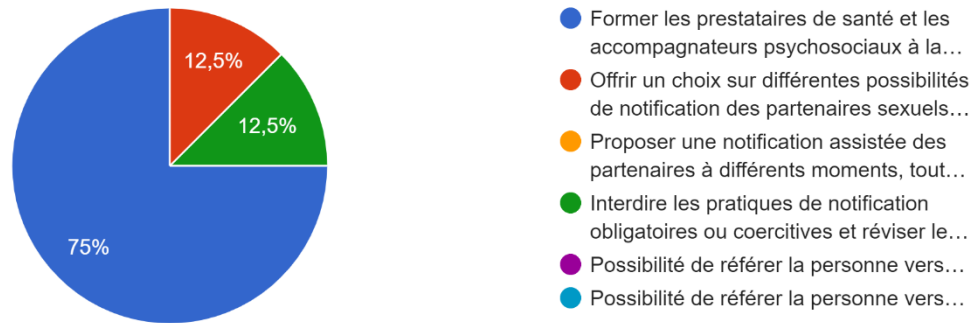 12,5%
12,5%
75%
Former les prestataires de santé et les
accompagnateurs psychosociaux à la…
Offrir un choix sur différentes possibilités
de notification des partenaires sexuels…
Proposer une notification assistée des
partenaires à différents moments, tout…
Interdire les pratiques de notification
obligatoires ou coercitives et réviser le…
Possibilité de référer la personne vers…
Possibilité de référer la personne vers…